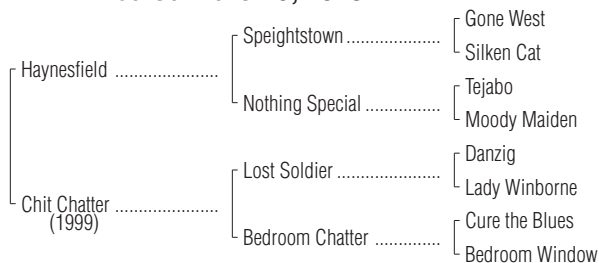 Gone West
Speightstown
Silken Cat
Haynesfield
Tejabo
Nothing Special
Moody Maiden
Danzig
Lost Soldier
Lady Winborne
Chit Chatter
(1999)
Cure the Blues
Bedroom Chatter
Bedroom Window